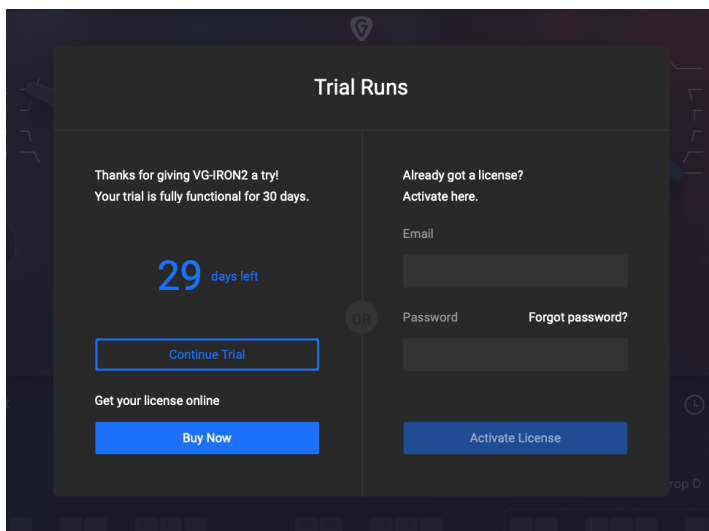 Trial Runs
Thanks for giving VG-IRON2 a try!
Your trial is fully functional for 30 days.
29 days left
Continue Trial
Get your license online
Buy Now
OR
Already got a license?
Activate here.
Email
Password Forgot password?
Activate License
rop D